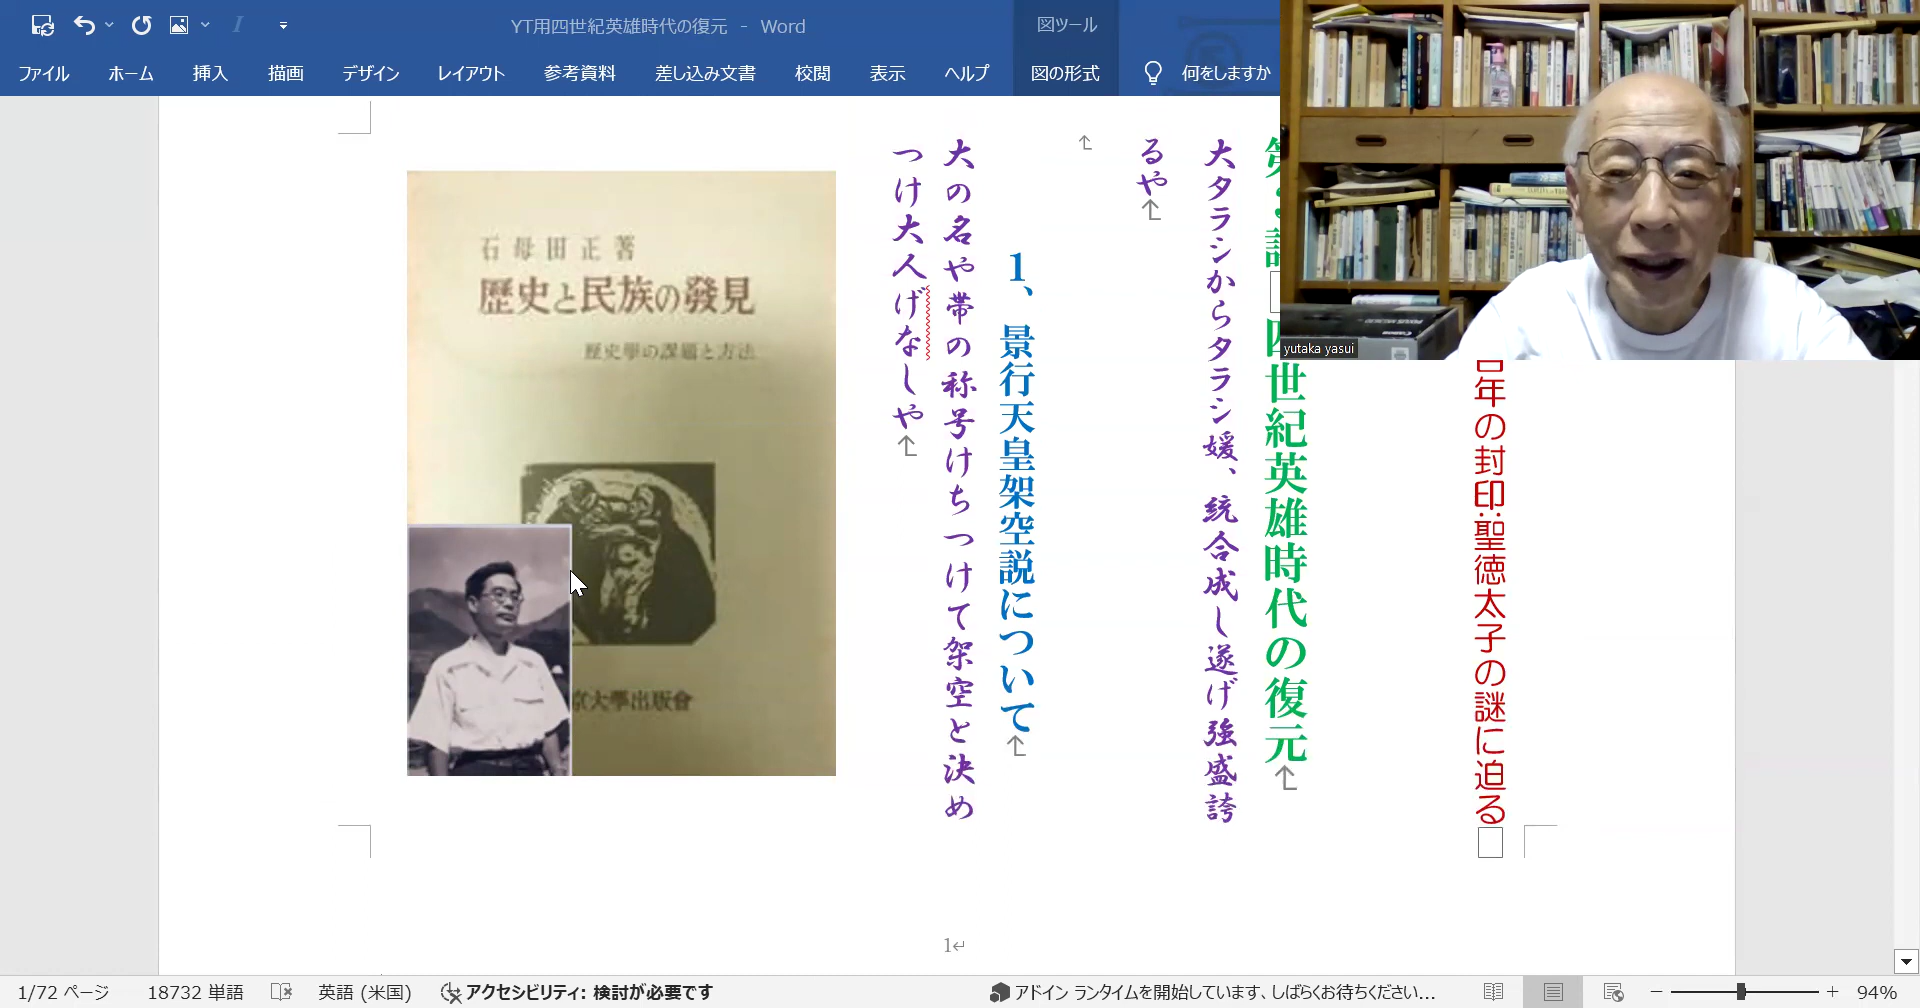 YT用四世紀英雄時代の復元 - Word
図ツール
ファイル
ホーム
挿入
描画
デザイン
レイアウト
参考資料
差し込み文書
校閲
表示
ヘルプ
図の形式
何をしますか
年の封印:聖徳太子の謎に迫る
四世紀英雄時代の復元
大タラシからタラシ媛、統合成し遂げ強盛誇
るや
1、景行天皇架空説について
大の名や帯の称号けちつけて架空と決め
つけ大人げなしや
石母田正著
歴史と民族の發見
歴史學の課題と方法
京大學出版會
yutaka yasui
Canon
1
1/72 ページ
18732 単語
英語 (米国)
アクセシビリティ: 検討が必要です
アドイン ランタイムを開始しています、しばらくお待ちください...
94%